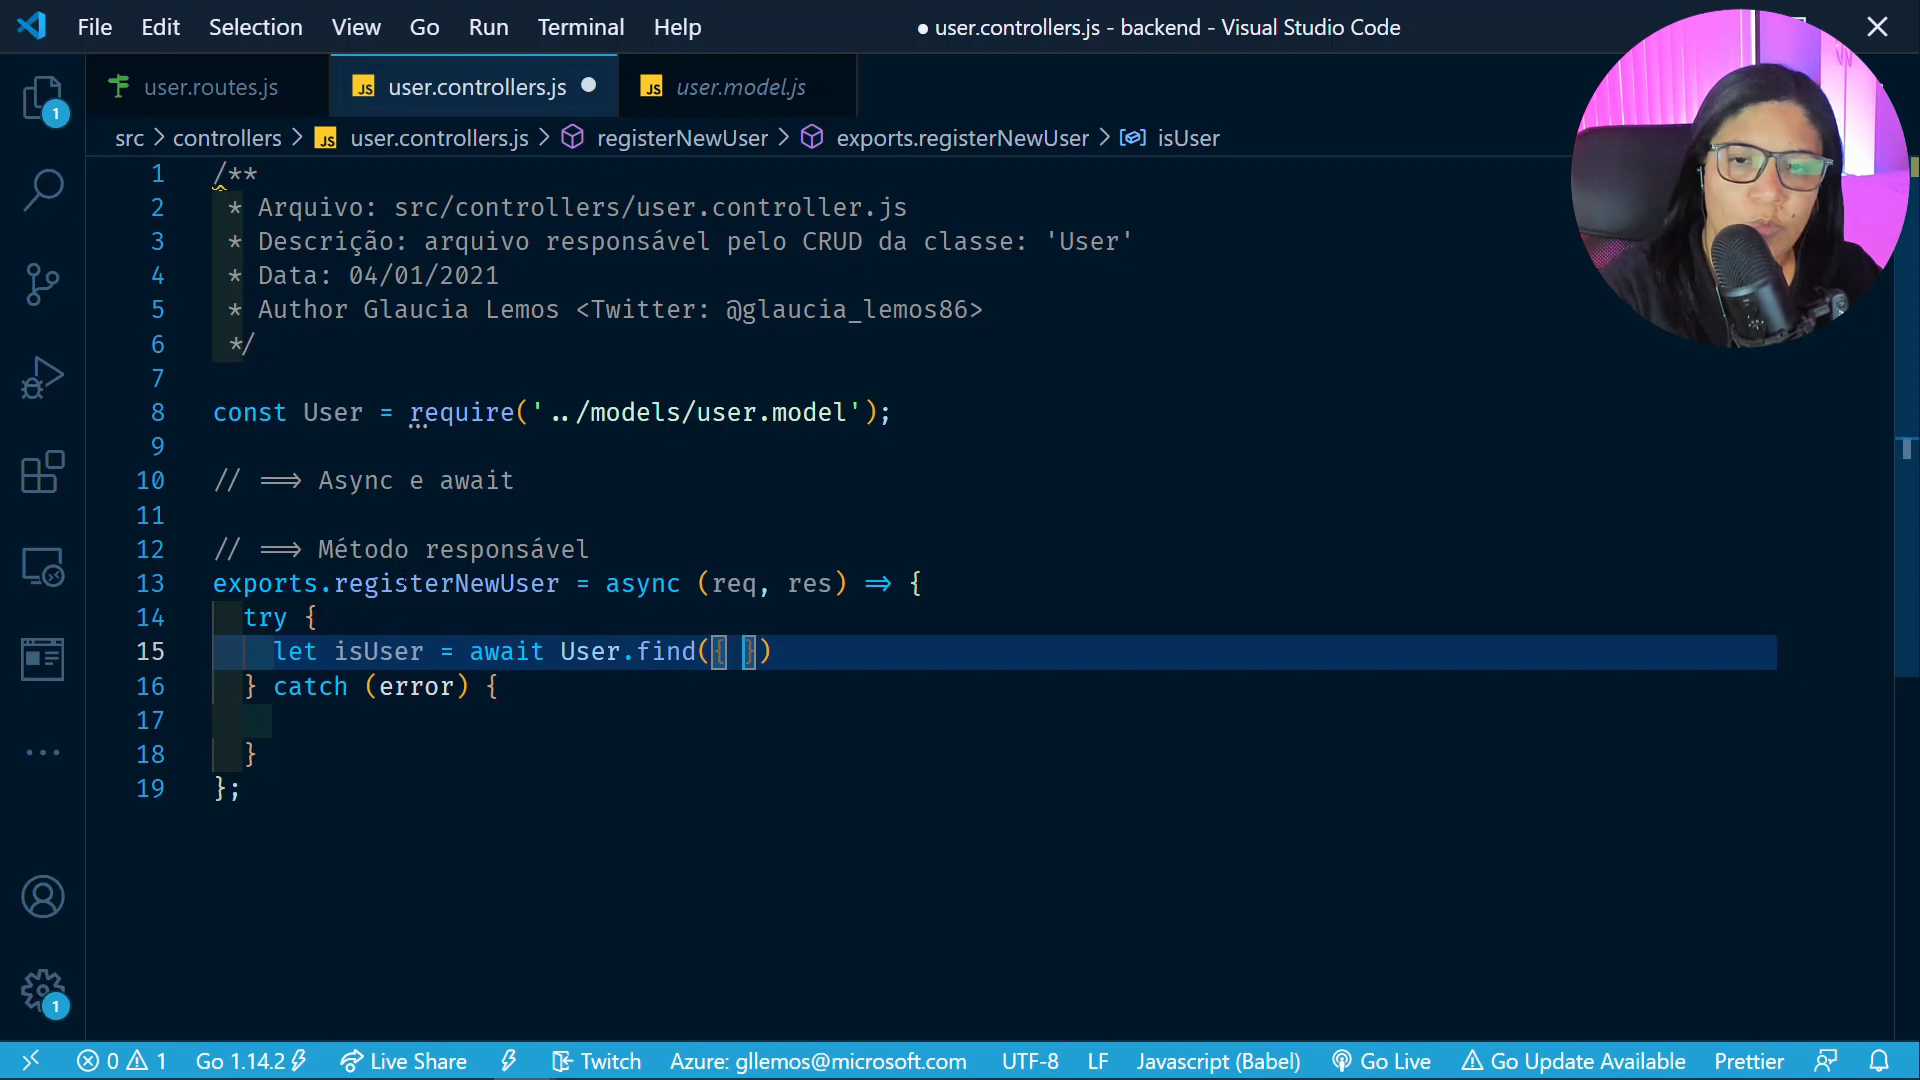 File Edit Selection View Go Run Terminal Help
● user.controllers.js - backend - Visual Studio Code
user.routes.js
JS user.controllers.js
JS user.model.js
1
src > controllers > JS user.controllers.js > registerNewUser > exports.registerNewUser > isUser
1 /**
2 * Arquivo: src/controllers/user.controller.js
3 * Descrição: arquivo responsável pelo CRUD da classe: 'User'
4 * Data: 04/01/2021
5 * Author Glaucia Lemos <Twitter: @glaucia_lemos86>
6 */
7
8 const User = require('../models/user.model');
9
10 // ==> Async e await
11
12 // ==> Método responsável
13 exports.registerNewUser = async (req, res) => {
14 try {
15 let isUser = await User.find({ })
16 } catch (error) {
17
18 }
19 };
1
0 1 Go 1.14.2 Live Share Twitch Azure: gllemos@microsoft.com UTF-8 LF Javascript (Babel) Go Live Go Update Available Prettier